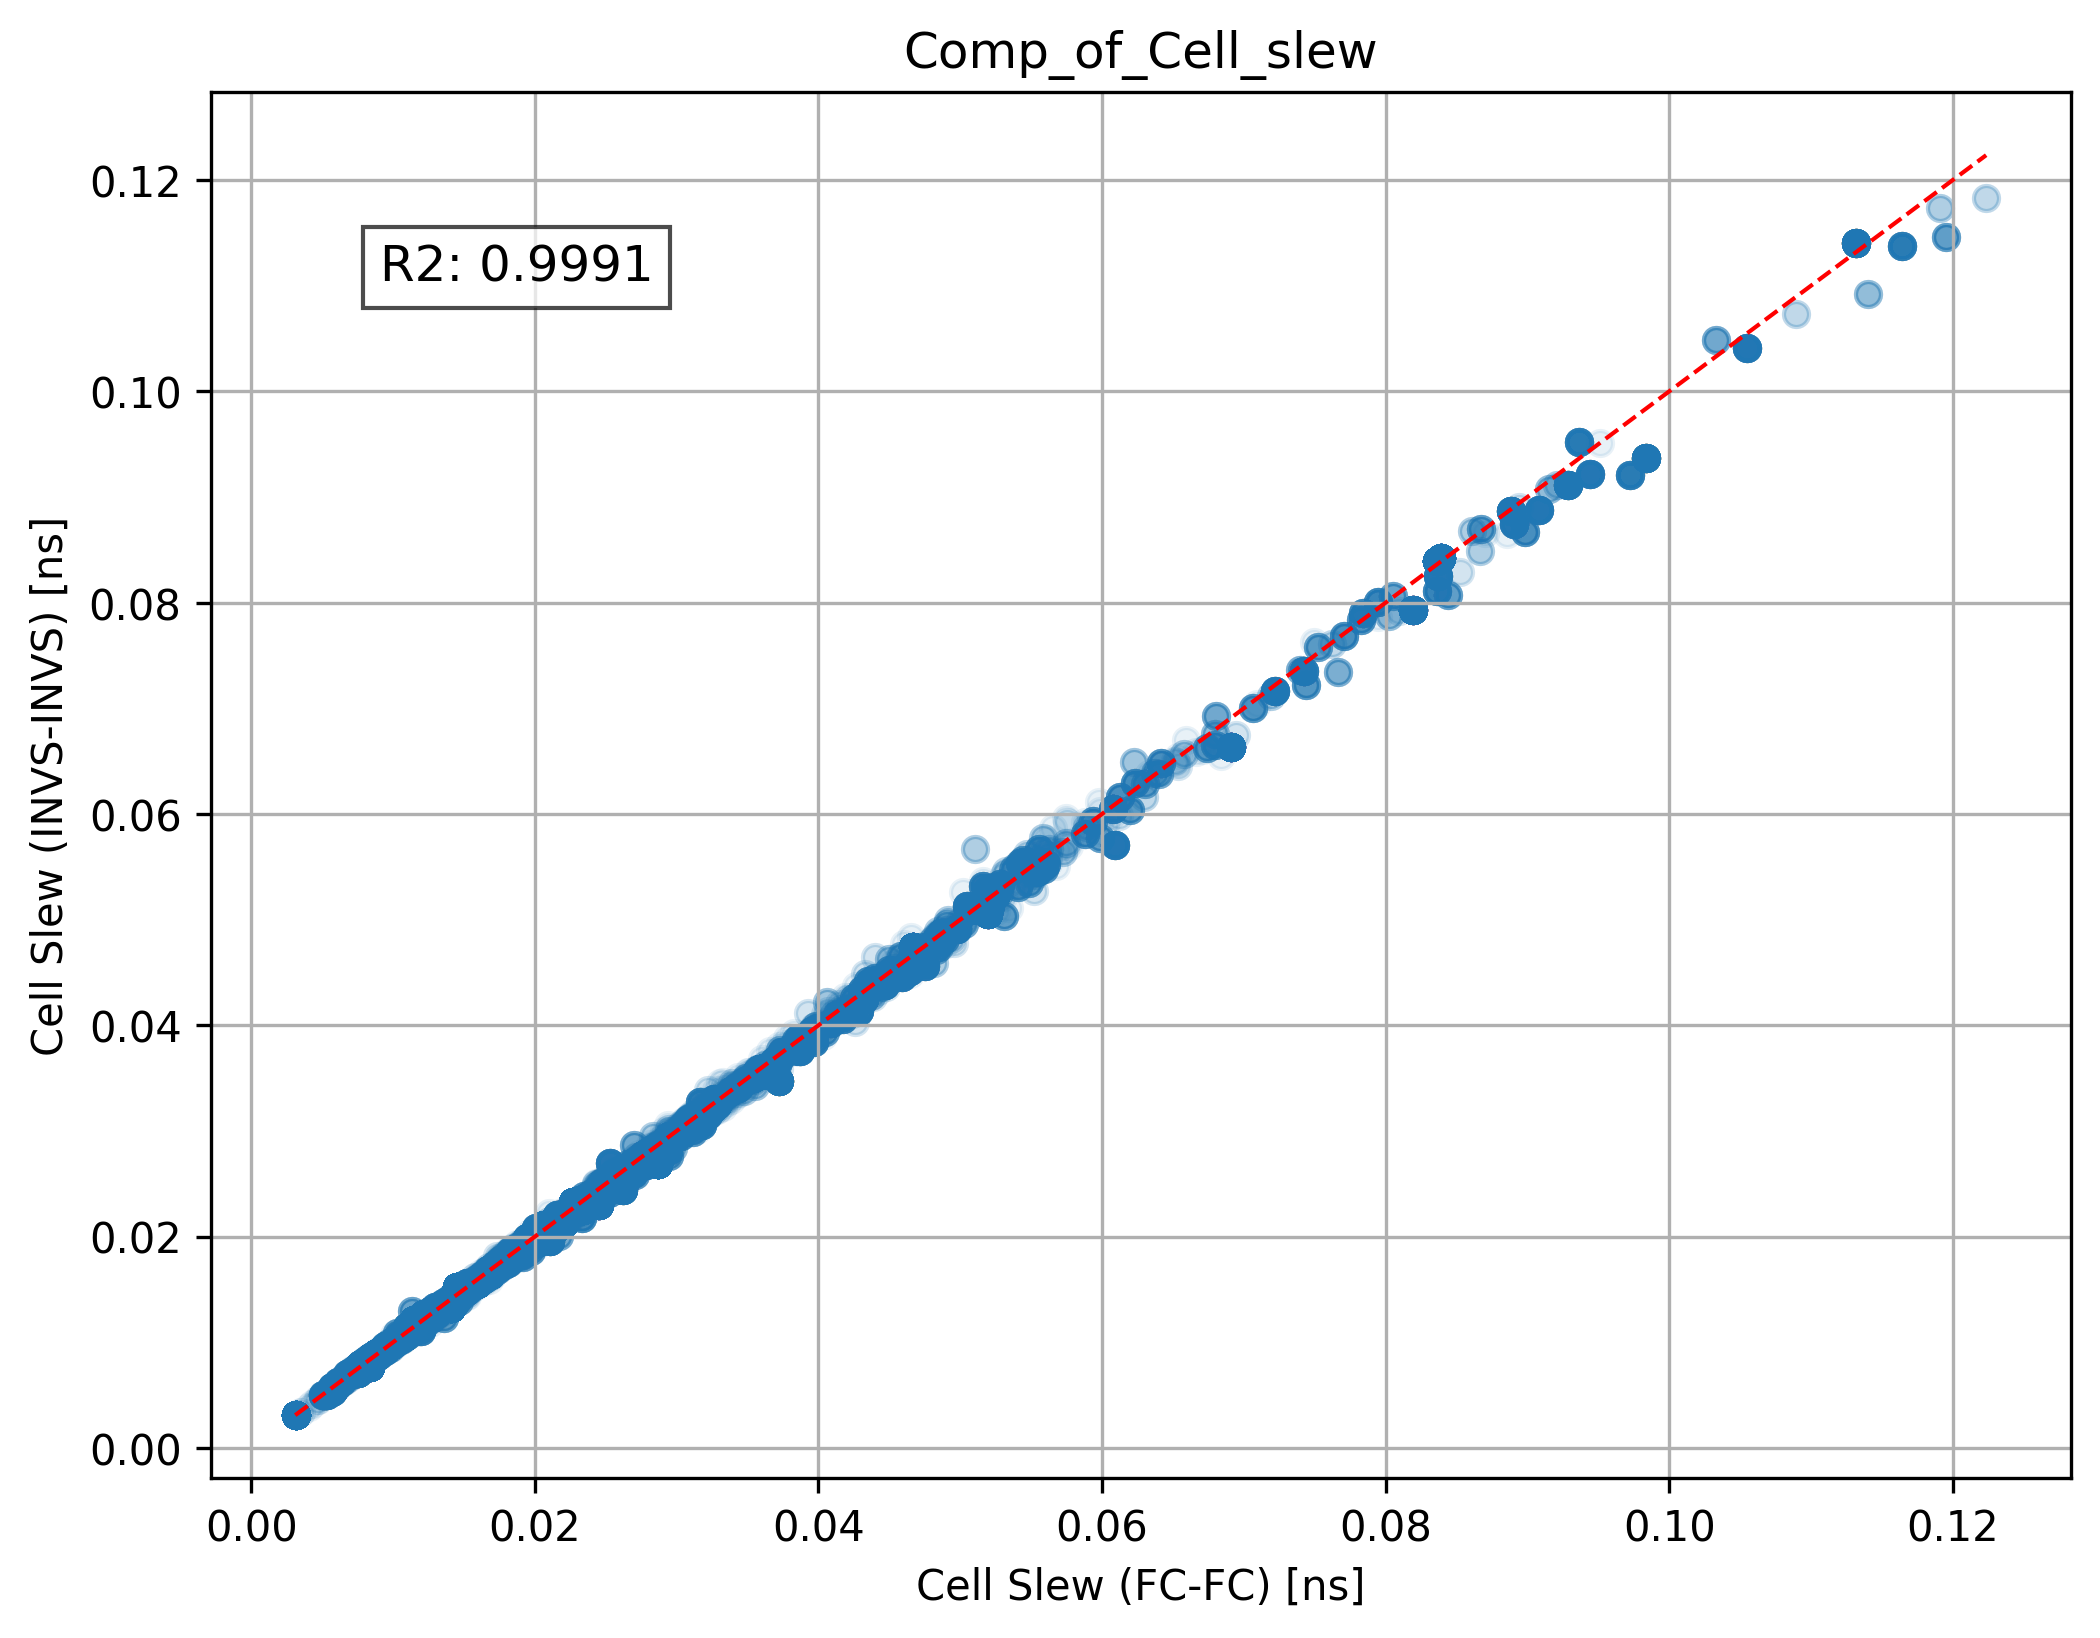 Comp_of_Cell_slew
R2: 0.9991
Cell Slew (INVS-INVS) [ns]
0.12
0.10
0.08
0.06
0.04
0.02
0.00
0.00 0.02 0.04 0.06 0.08 0.10 0.12
Cell Slew (FC-FC) [ns]